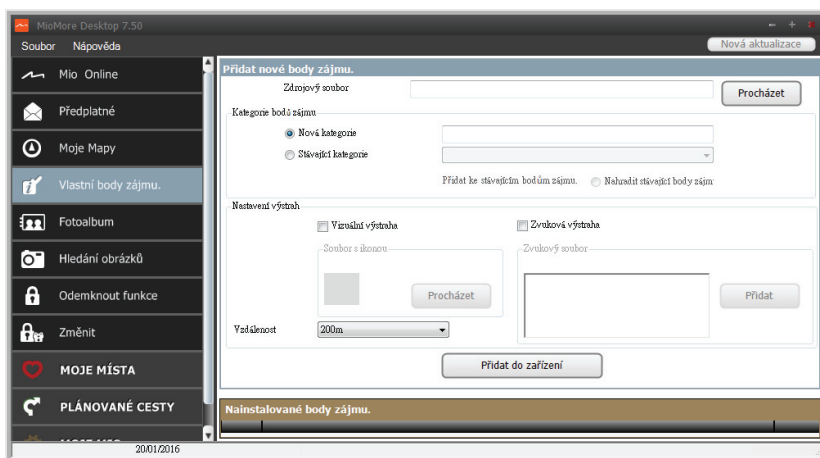 MioMore Desktop 7.50
Soubor Nápověda
Nová aktualizace
Mio Online
Předplatné
Moje Mapy
Vlastní body zájmu.
Fotoalbum
Hledání obrázků
Odemknout funkce
Změnit
MOJE MÍSTA
PLÁNOVANÉ CESTY
Přidat nové body zájmu.
Zdrojový soubor
Procházet
Kategorie bodů zájmu
Nová kategorie
Stávající kategorie
Přidat ke stávajícím bodům zájmu. Nahradit stávající body zájm
Nastavení výstrah
Vizuální výstraha
Zvuková výstraha
Soubor s ikonou
Zvukový soubor
Procházet
Přidat
Vzdálenost
200m
Přidat do zařízení
Nainstalované body zájmu.
20/01/2016